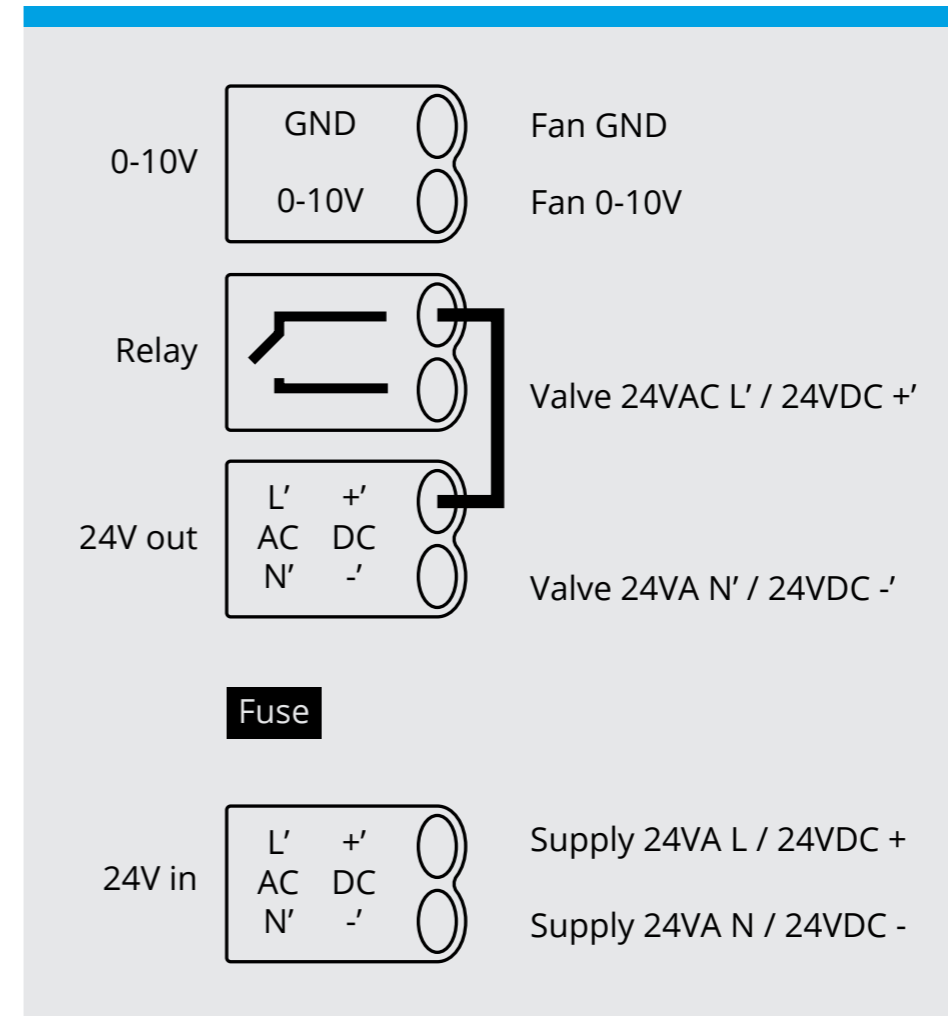 GND
Fan GND
0-10V
0-10V
Fan 0-10V
Relay
Valve 24VAC L’ / 24VDC +’
24V out
L’ +’
AC DC
N’ -’
Valve 24VA N’ / 24VDC -’
Fuse
24V in
L’ +’
AC DC
N’ -’
Supply 24VA L / 24VDC +
Supply 24VA N / 24VDC -